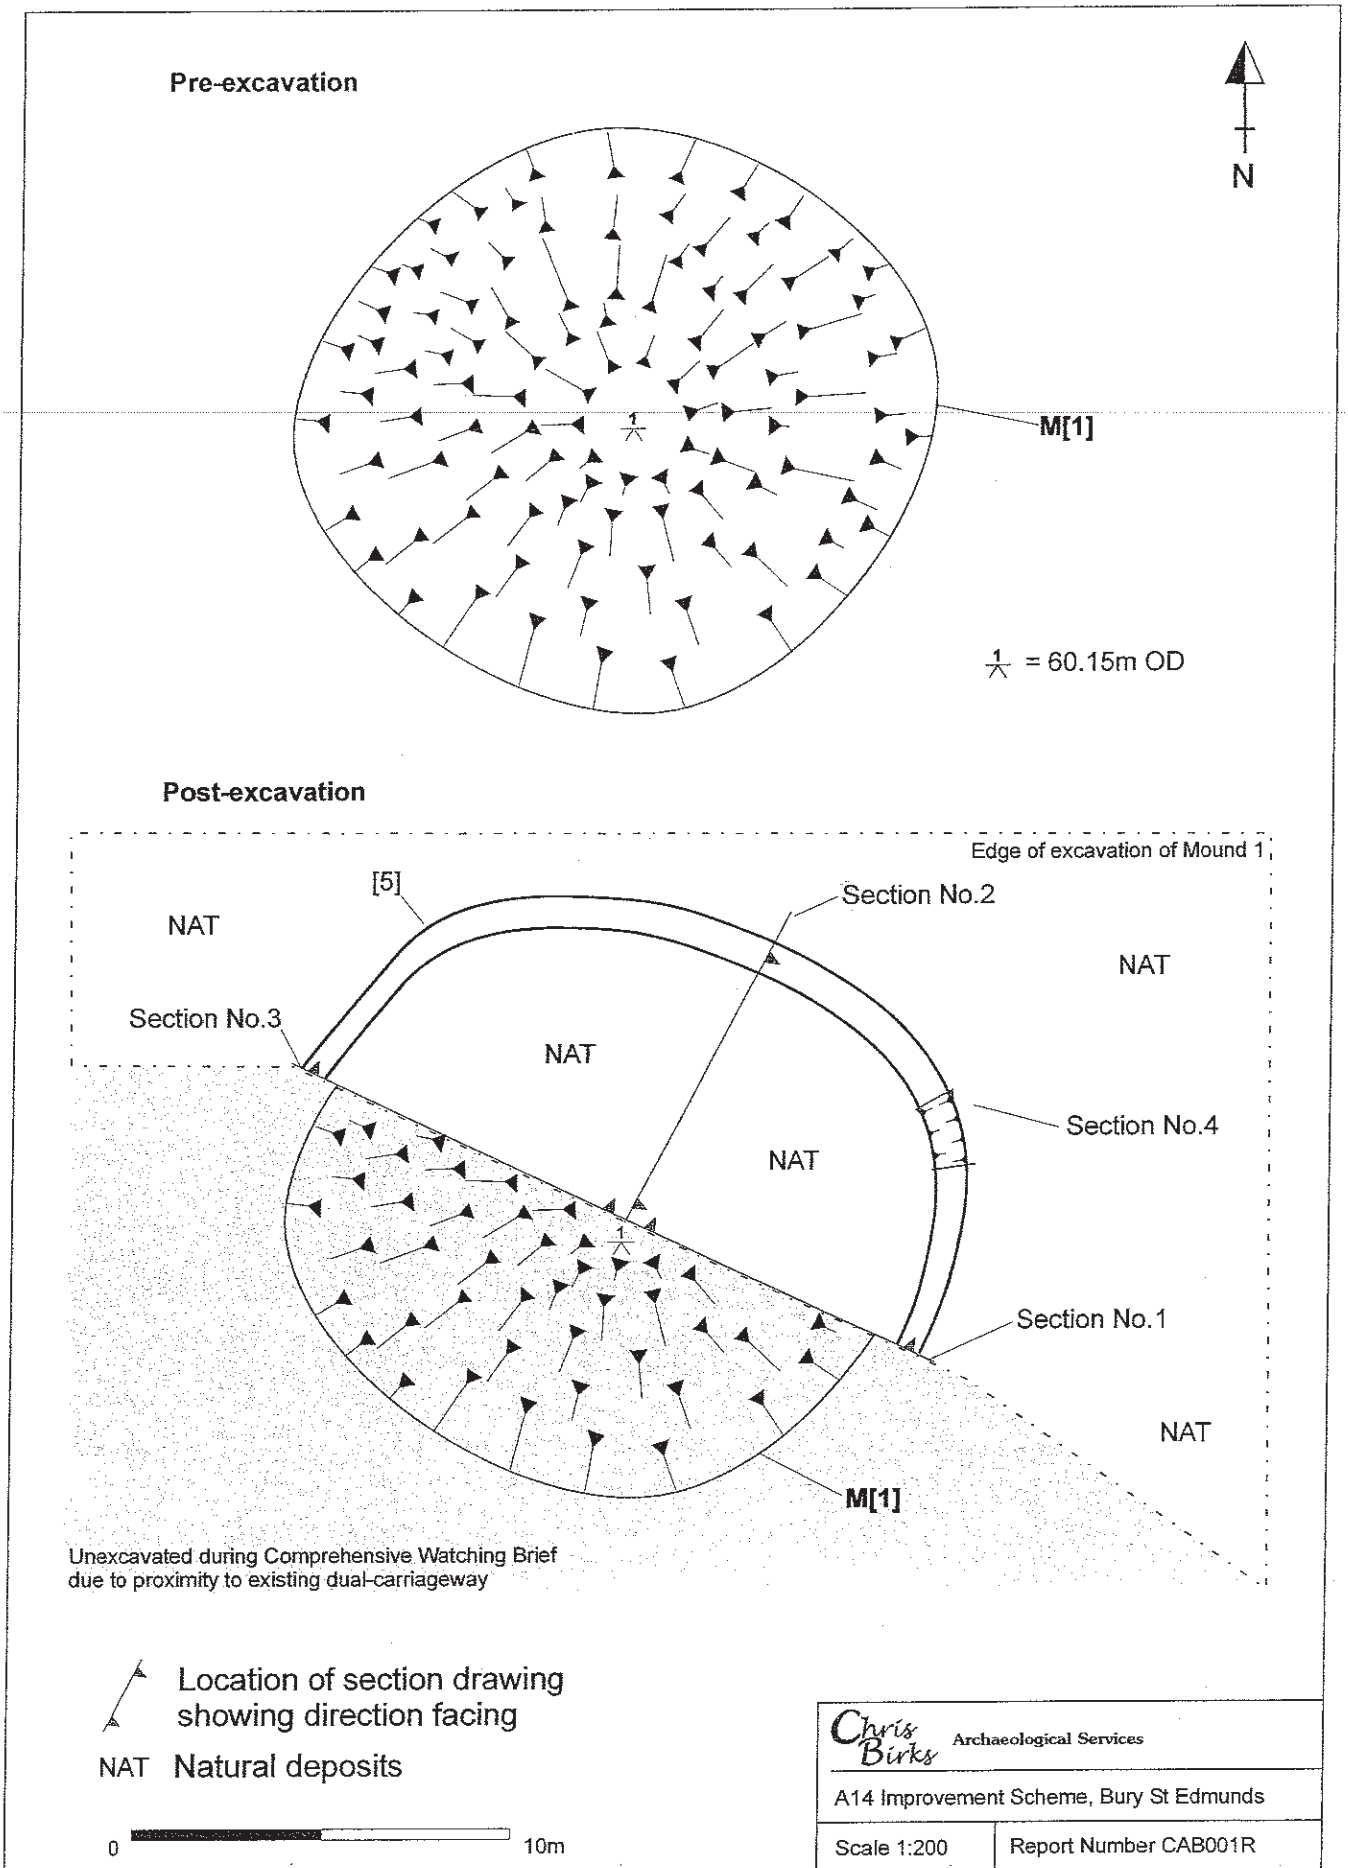 Pre-excavation
N
1
M[1]
1 = 60.15m OD
Post-excavation
Edge of excavation of Mound 1
[5]
Section No.2
NAT
NAT
Section No.3
NAT
Section No.4
NAT
1
Section No.1
NAT
M[1]
Unexcavated during Comprehensive Watching Brief
due to proximity to existing dual-carriageway
Location of section drawing
showing direction facing
NAT Natural deposits
0 10m
Chris
Birks Archaeological Services
A14 Improvement Scheme, Bury St Edmunds
Scale 1:200 Report Number CAB001R